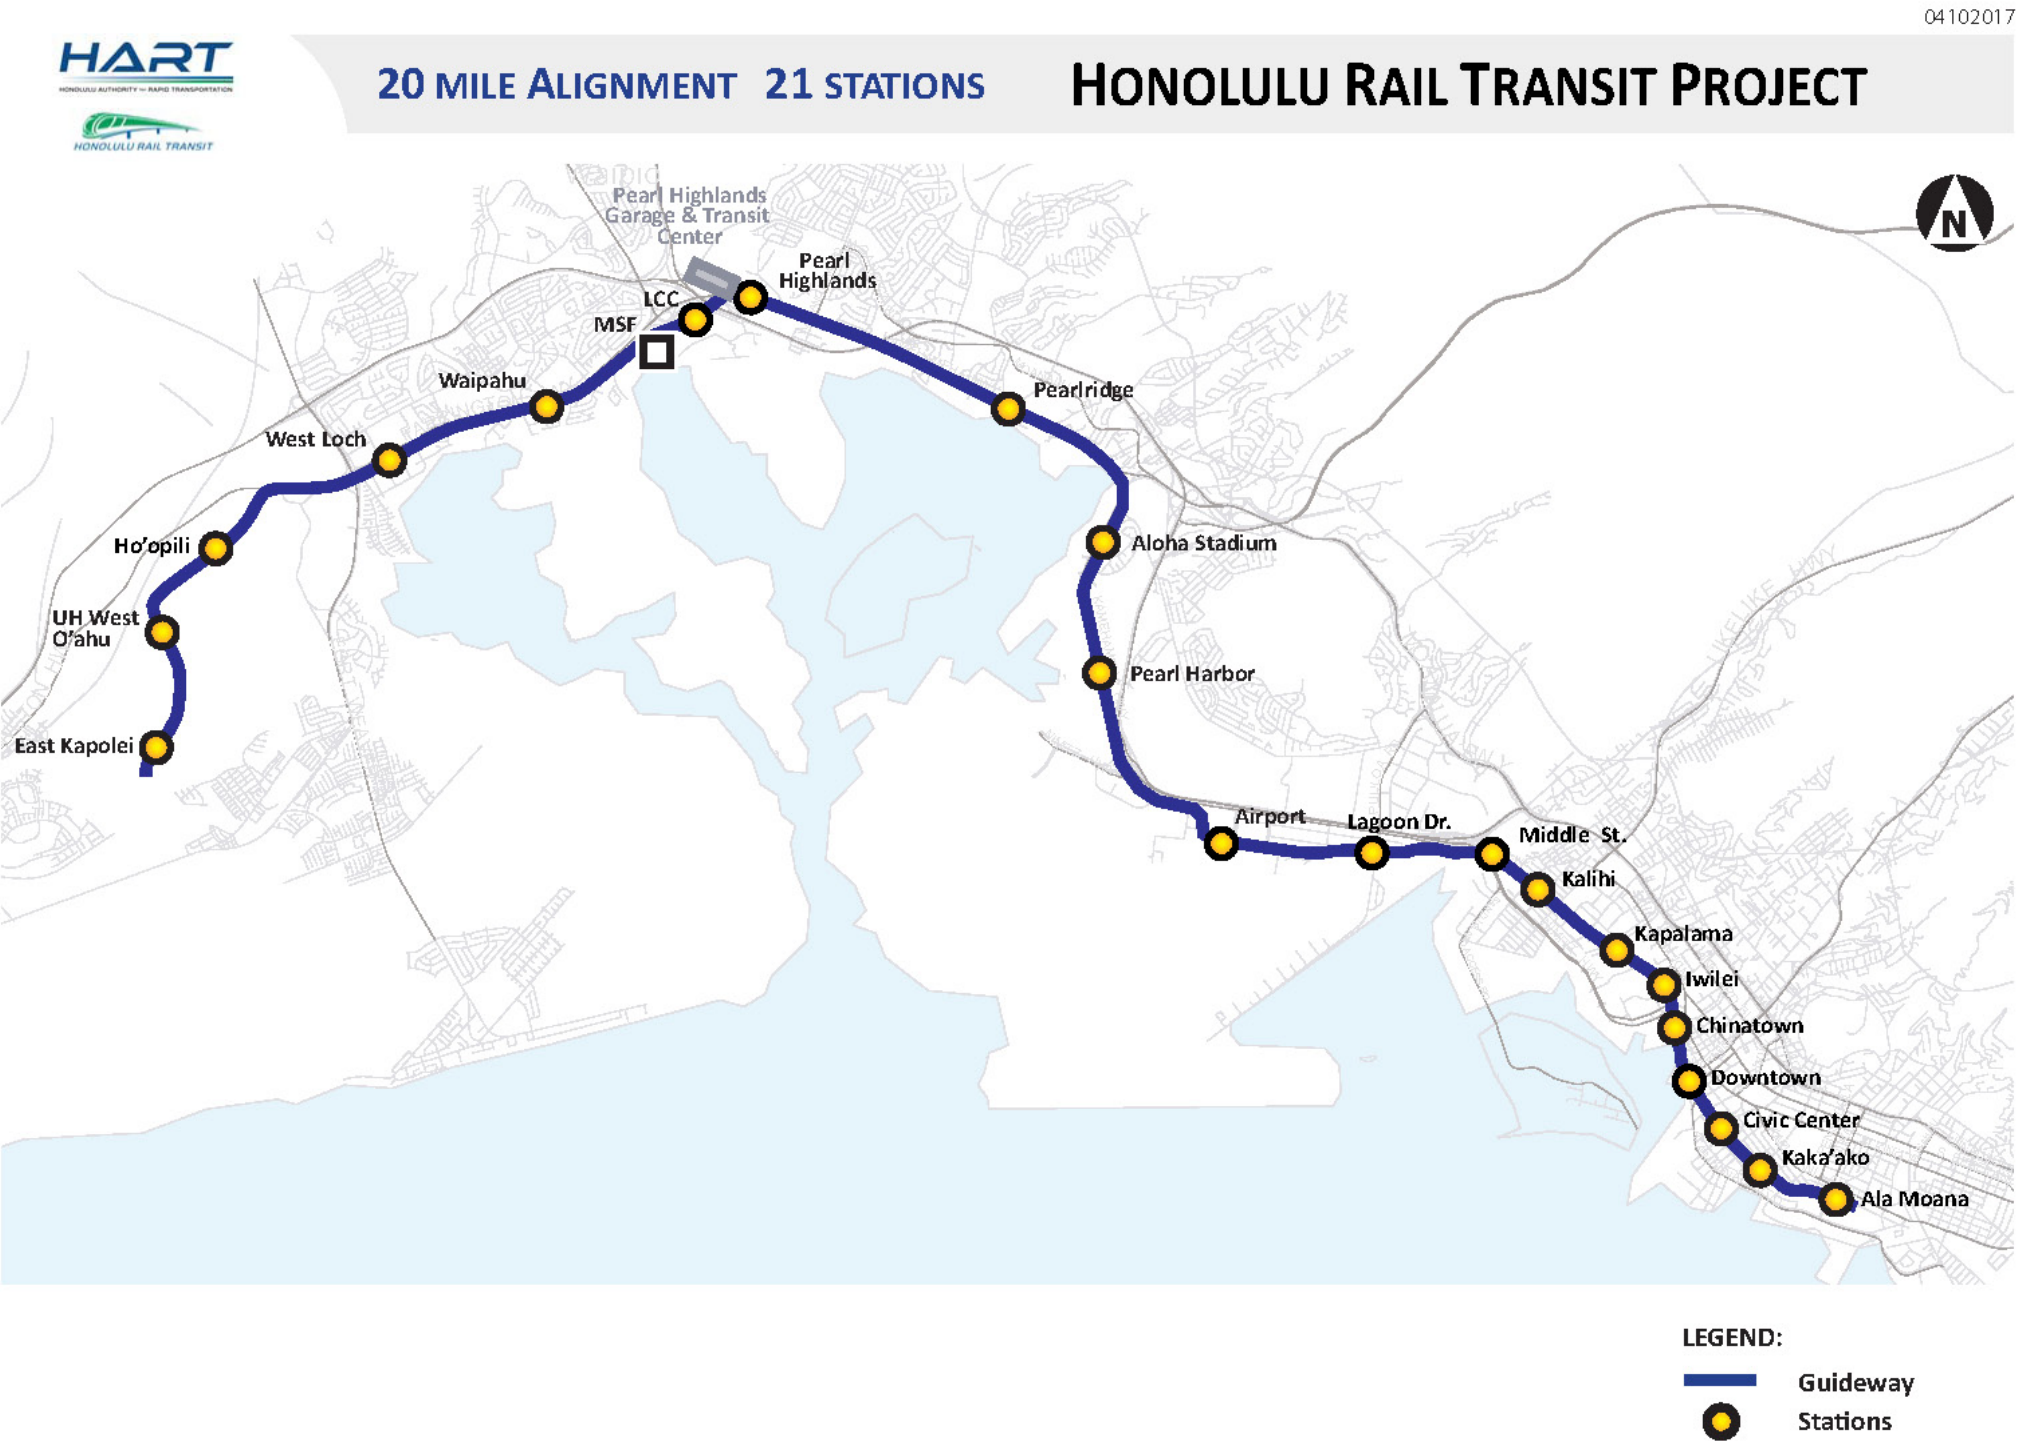 04102017
HART
HONOLULU AUTHORITY for RAPID TRANSPORTATION
HONOLULU RAIL TRANSIT
20 MILE ALIGNMENT 21 STATIONS
HONOLULU RAIL TRANSIT PROJECT
N
Pearl Highlands
Garage & Transit
Center
Pearl
Highlands
LCC
MSF
Waipahu
Pearlridge
West Loch
Ho'opili
Aloha Stadium
UH West
O'ahu
Pearl Harbor
East Kapolei
Airport
Lagoon Dr.
Middle St.
Kalihi
Kapalama
Iwilei
Chinatown
Downtown
Civic Center
Kaka'ako
Ala Moana
LEGEND:
Guideway
Stations